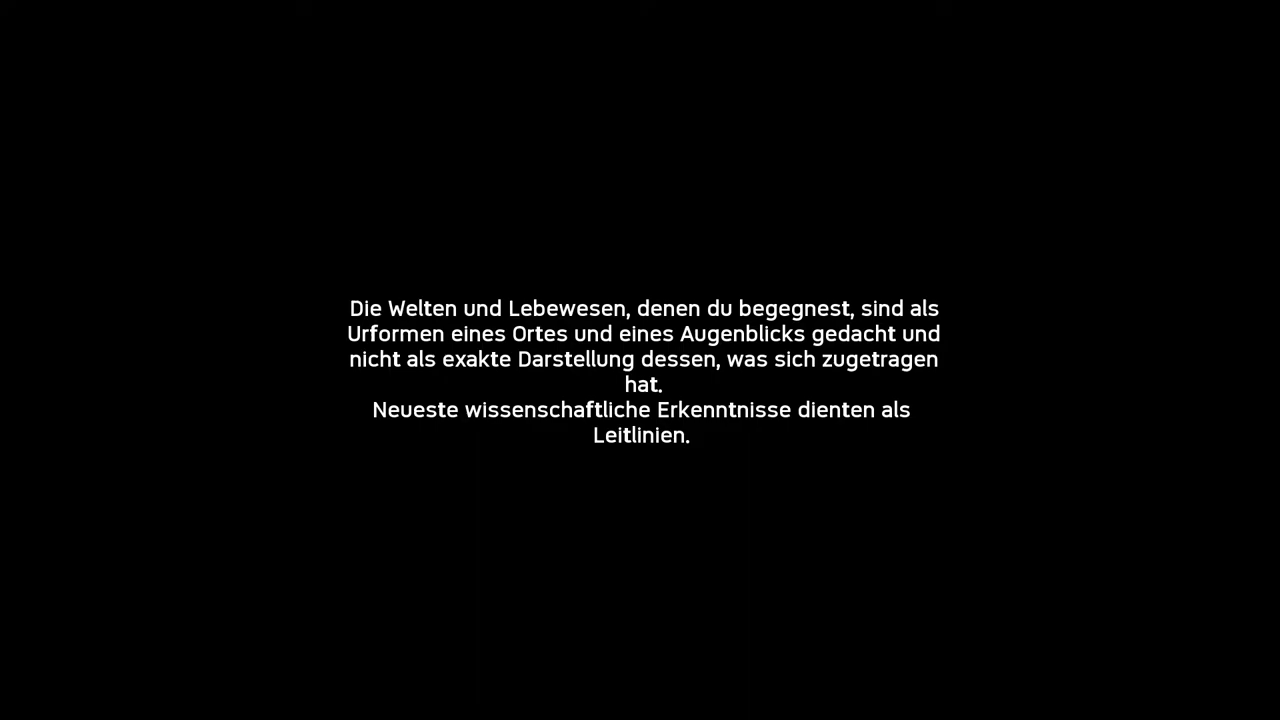 Die Welten und Lebewesen, denen du begegnest, sind als
Urformen eines Ortes und eines Augenblicks gedacht und
nicht als exakte Darstellung dessen, was sich zugetragen
hat.
Neueste wissenschaftliche Erkenntnisse dienten als
Leitlinien.